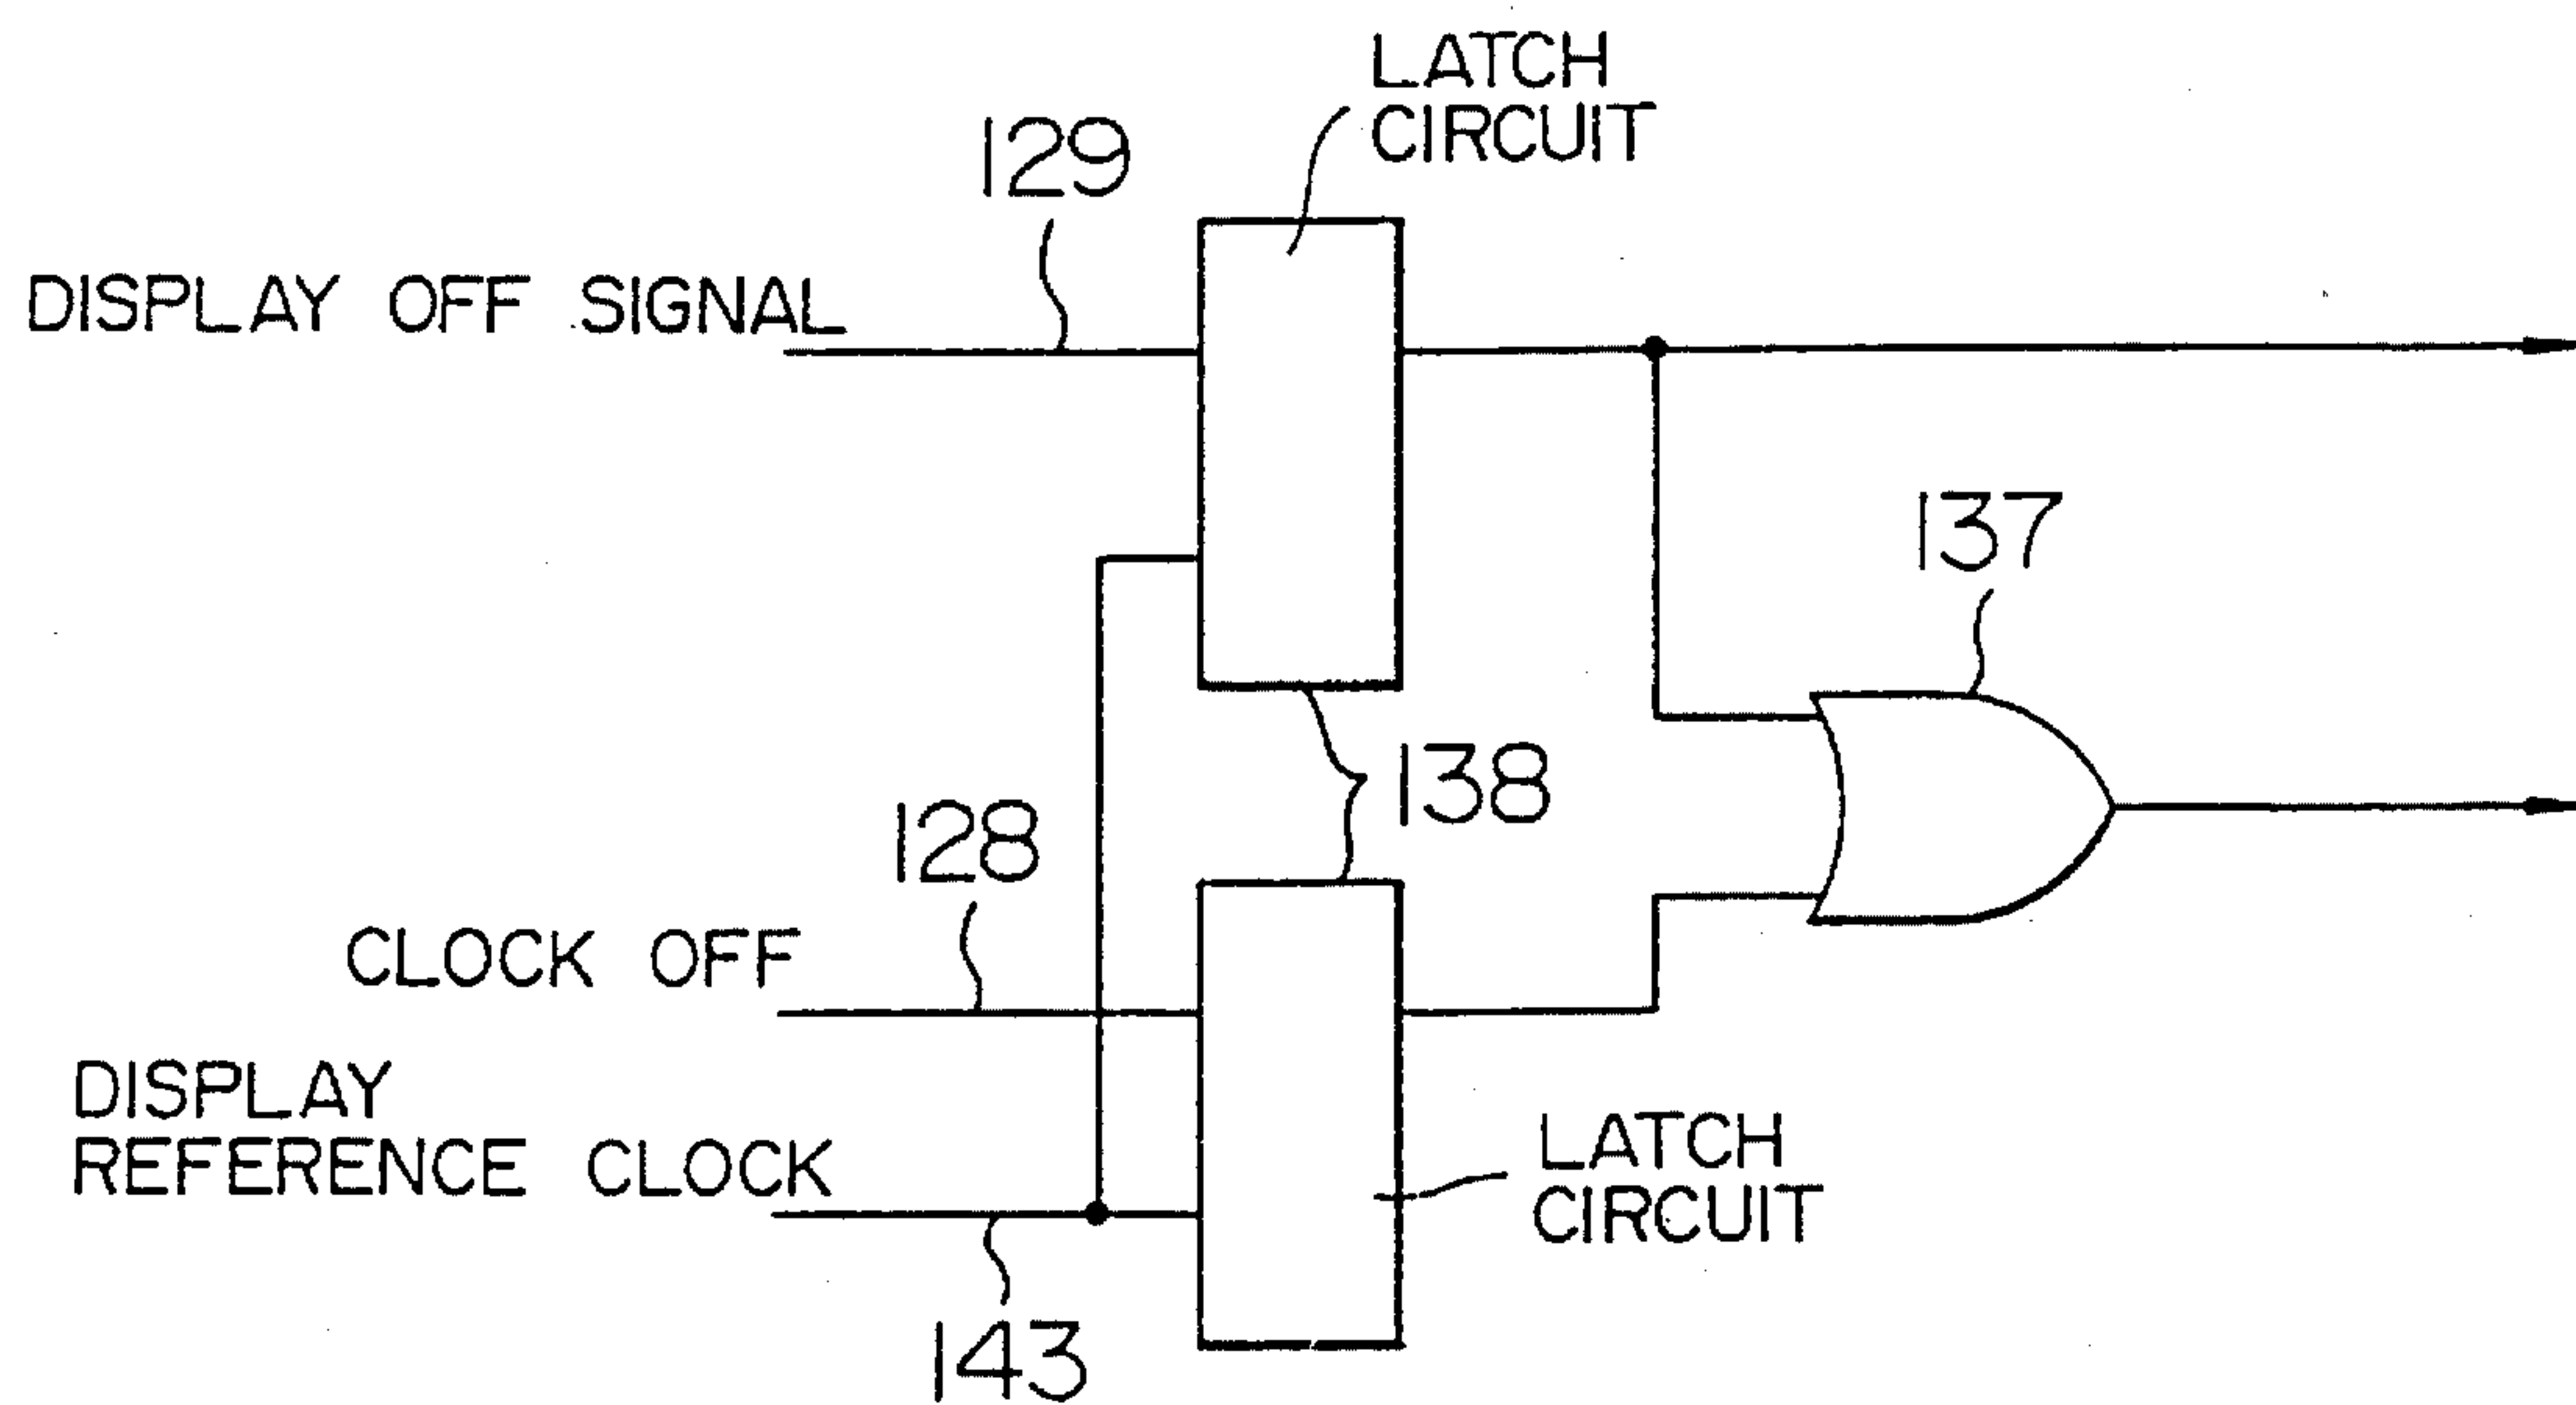 LATCH
CIRCUIT
129
DISPLAY OFF SIGNAL
137
138
128
CLOCK OFF
DISPLAY
REFERENCE CLOCK
LATCH
CIRCUIT
143